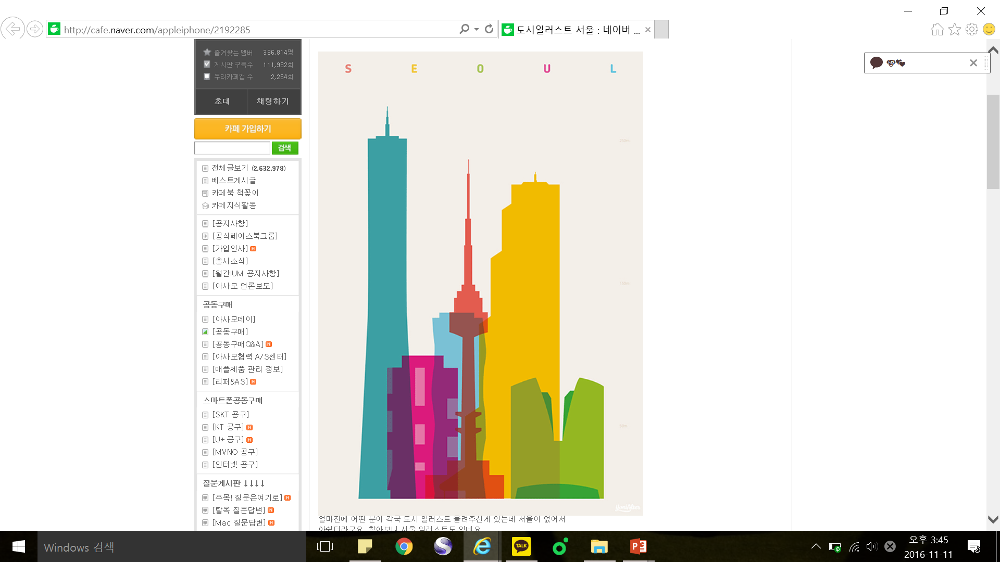 http://cafe.naver.com/appleiphone/2192285
도시일러스트 서울 : 네이버 ...
즐겨찾는 멤버 386,814명
게시판 구독수 111,932회
우리카페앱 수 2,264회
초대 채팅하기
카페 가입하기
검색
전체글보기 (2,632,978)
베스트게시글
카페북 책꽂이
카페지식활동
[공지사항]
[공식페이스북그룹]
[가입인사] N
[출시소식]
[월간IUM 공지사항]
[아사모 언론보도]
공동구매
[아사모데이]
[공동구매]
[공동구매Q&A] N
[아사모협력 A/S센터]
[애플제품 관리 정보]
[리퍼&AS] N
스마트폰공동구매
[SKT 공구]
[KT 공구] N
[U+ 공구] N
[MVNO 공구]
[인터넷 공구]
질문게시판 ↓↓↓↓
[주목! 질문은여기로] N
[탈옥 질문답변] N
[Mac 질문답변] N
S E O U L
250m
150m
50m
얼마전에 어떤 분이 각국 도시 일러스트 올려주신게 있는데 서울이 없어서
아쉽더라구요. 찾아보니 서울 일러스트도 있네요
Windows 검색
TALK
오후 3:45
2016-11-11